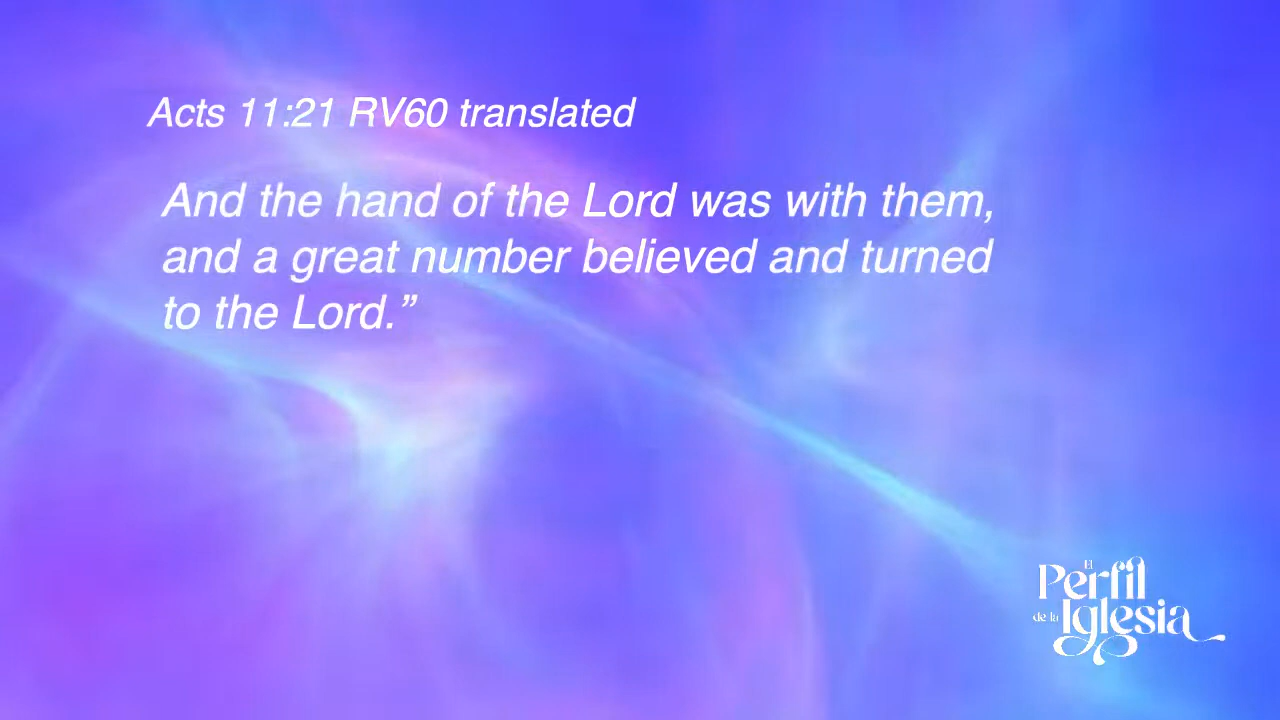 Acts 11:21 RV60 translated
And the hand of the Lord was with them,
and a great number believed and turned
to the Lord.”
El
Perfil
de la Iglesia